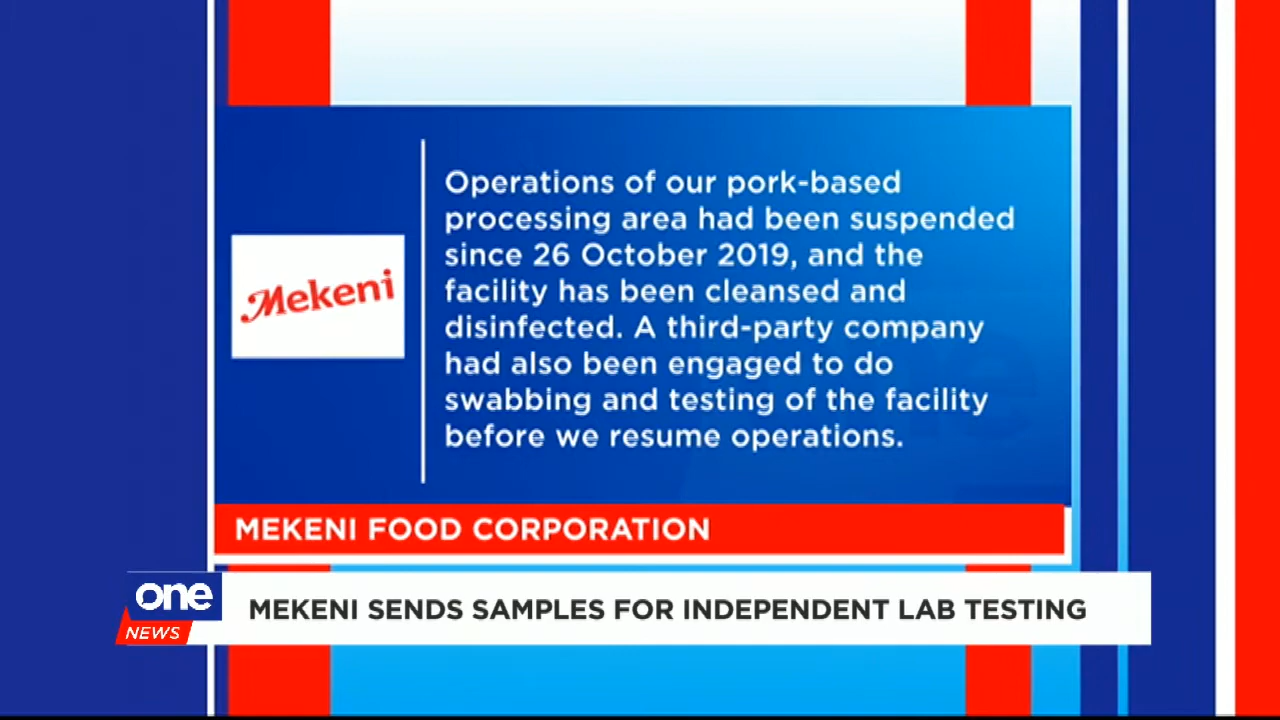 Mekeni
Operations of our pork-based
processing area had been suspended
since 26 October 2019, and the
facility has been cleansed and
disinfected. A third-party company
had also been engaged to do
swabbing and testing of the facility
before we resume operations.
MEKENI FOOD CORPORATION
one
NEWS
MEKENI SENDS SAMPLES FOR INDEPENDENT LAB TESTING